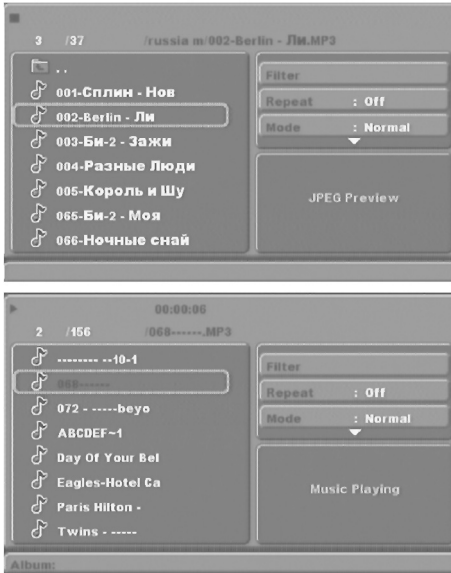 3 /37 /russia m/002-Berlin - Ли.MP3
..
001-Сплин - Нов
002-Berlin - Ли
003-Би-2 - Зажи
004-Разные Люди
005-Король и Шу
065-Би-2 - Моя
066-Ночные снай
Filter
Repeat : Off
Mode : Normal
JPEG Preview
00:00:06
2 /156 /068------.MP3
-------- --10-1
068------
072 - -----beyo
ABCDEF~1
Day Of Your Bel
Eagles-Hotel Ca
Paris Hilton -
Twins - -----
Filter
Repeat : Off
Mode : Normal
Music Playing
Album: